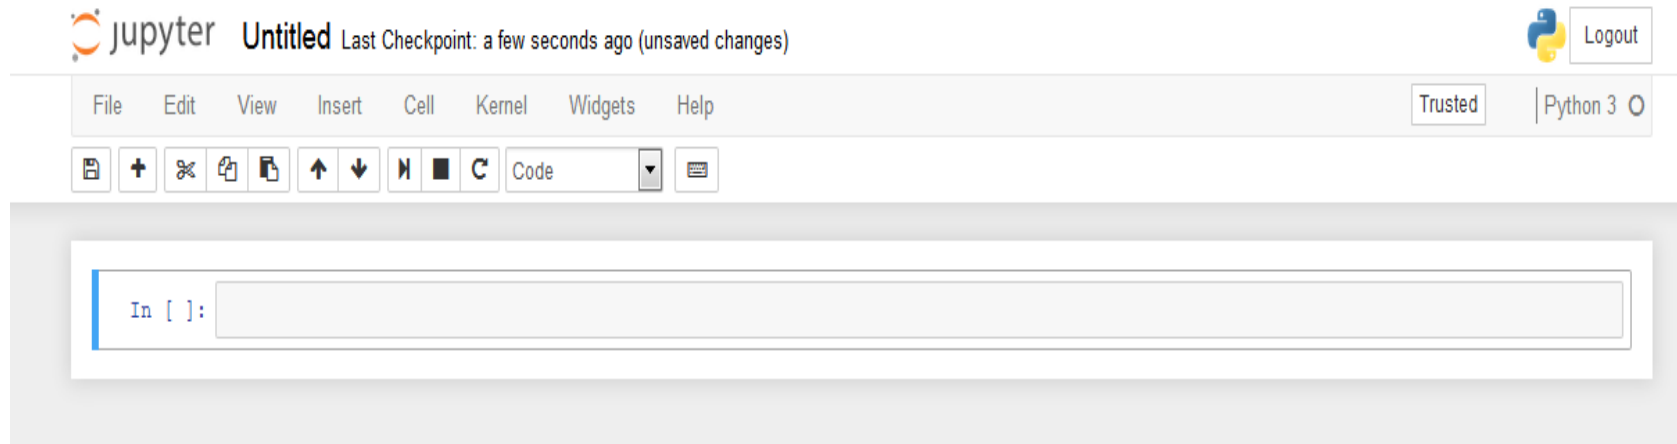 jupyter Untitled Last Checkpoint: a few seconds ago (unsaved changes) Logout
File Edit View Insert Cell Kernel Widgets Help Trusted Python 3
Code
In [ ]: